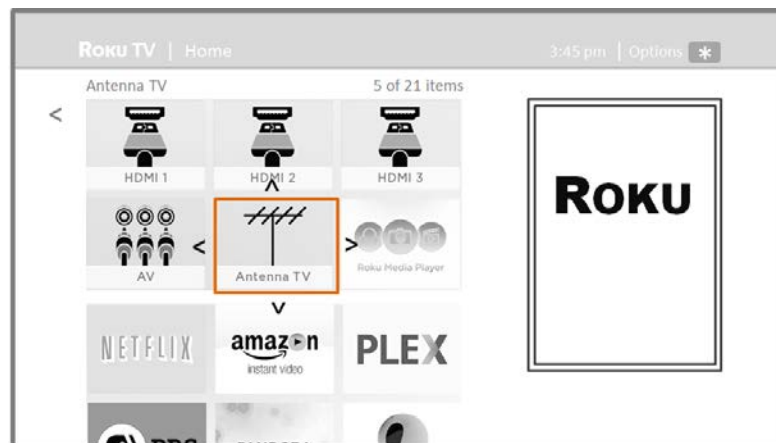 ROKU TV | Home
3:45 pm | Options *
Antenna TV
5 of 21 items
<
HDMI 1
HDMI 2
HDMI 3
ROKU
AV
Antenna TV
Roku Media Player
NETFLIX
amazon
instant video
PLEX
PBS